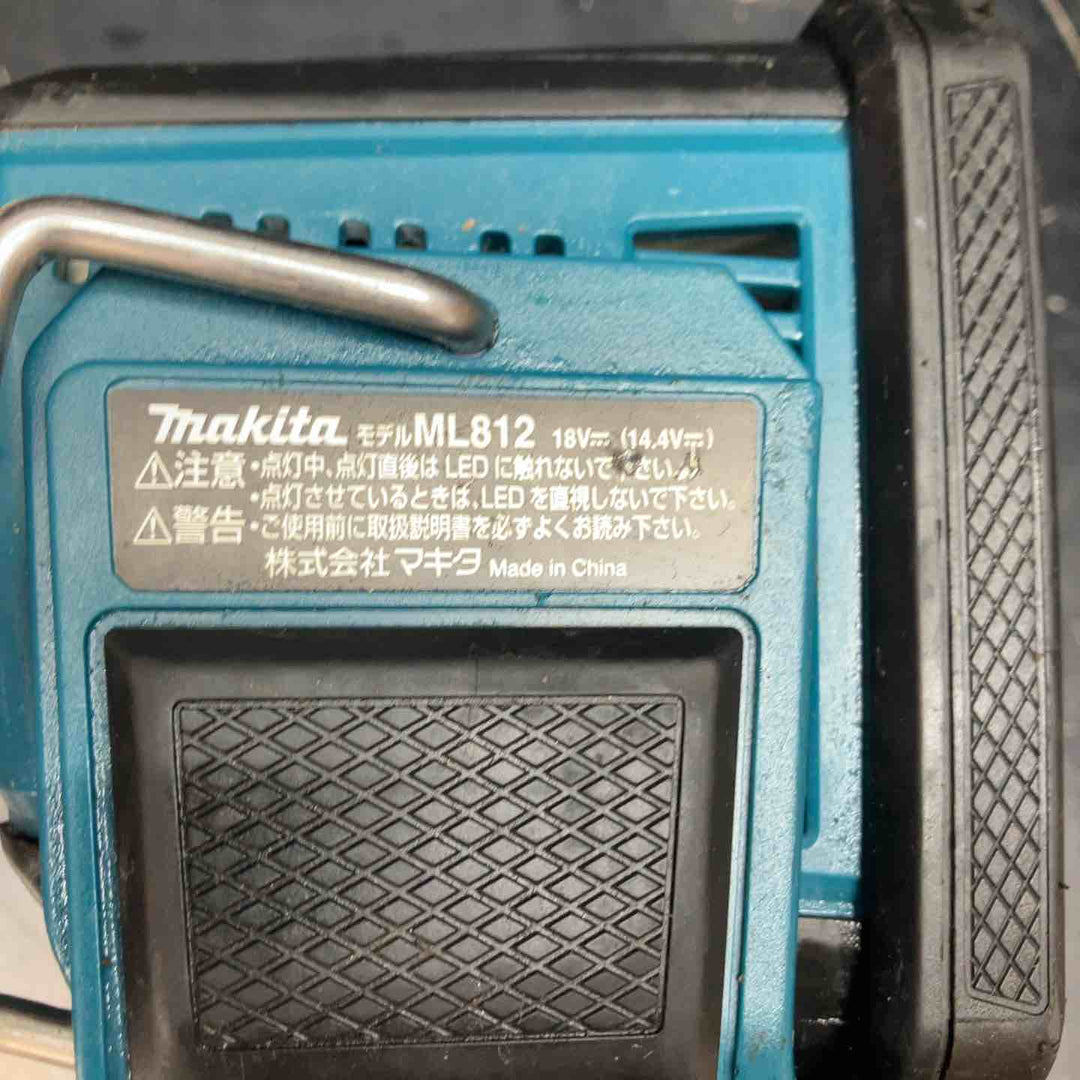 makita モデルML812 18V⎓(14.4V⎓)
⚠注意・点灯中、点灯直後は LED に触れないで下さい。
・点灯させているときは、LED を直視しないで下さい。
⚠警告・ご使用前に取扱説明書を必ずよくお読み下さい。
株式会社 マキタ Made in China